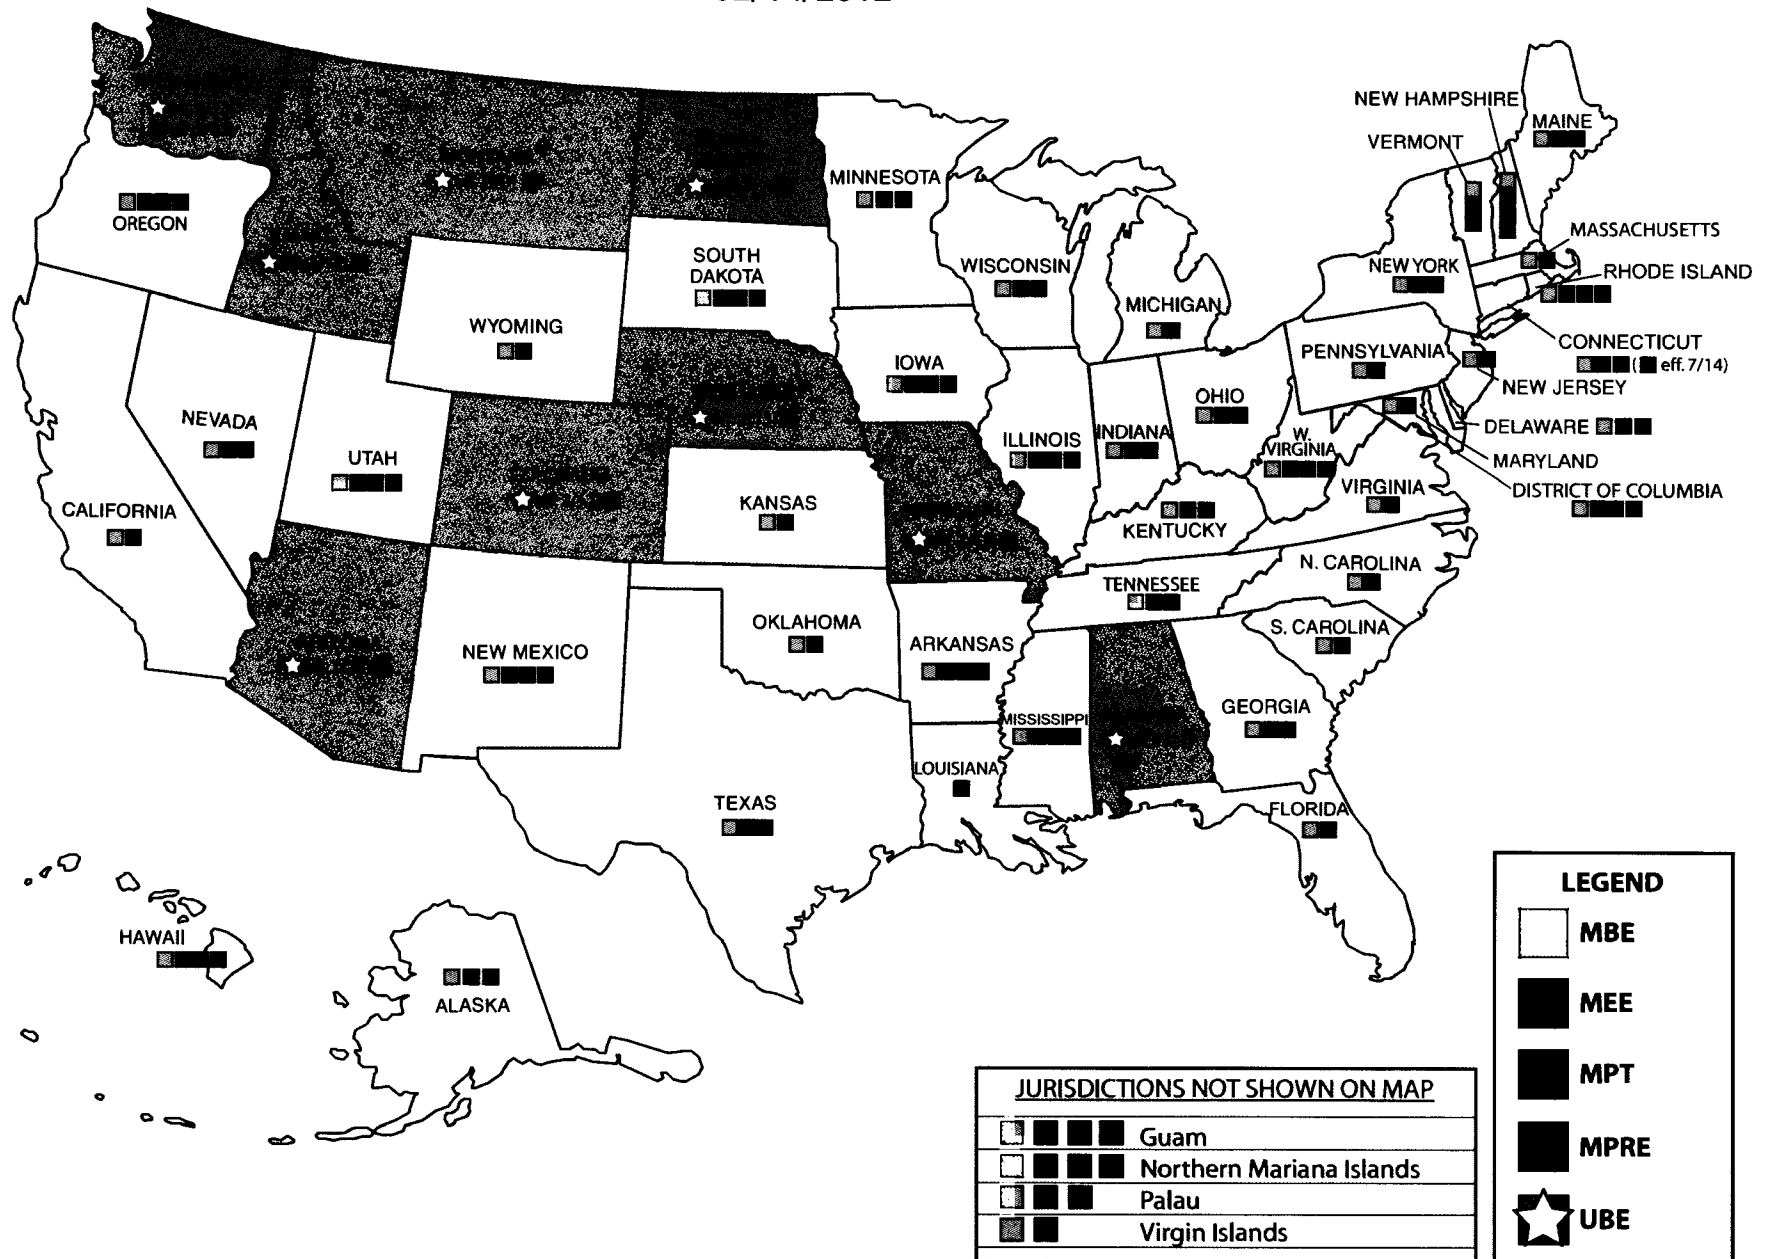 NEW HAMPSHIRE
MAINE
VERMONT
MINNESOTA
OREGON
MASSACHUSETTS
SOUTH
DAKOTA
WISCONSIN
NEW YORK
RHODE ISLAND
MICHIGAN
WYOMING
CONNECTICUT
PENNSYLVANIA
(eff. 7/14)
IOWA
NEW JERSEY
NEVADA
OHIO
DELAWARE
ILLINOIS
INDIANA
W.
VIRGINIA
UTAH
MARYLAND
VIRGINIA
DISTRICT OF COLUMBIA
CALIFORNIA
KANSAS
KENTUCKY
N. CAROLINA
TENNESSEE
OKLAHOMA
S. CAROLINA
ARKANSAS
NEW MEXICO
GEORGIA
MISSISSIPPI
LOUISIANA
TEXAS
FLORIDA
HAWAII
ALASKA
LEGEND
MBE
MEE
MPT
MPRE
UBE
JURISDICTIONS NOT SHOWN ON MAP
Guam
Northern Mariana Islands
Palau
Virgin Islands